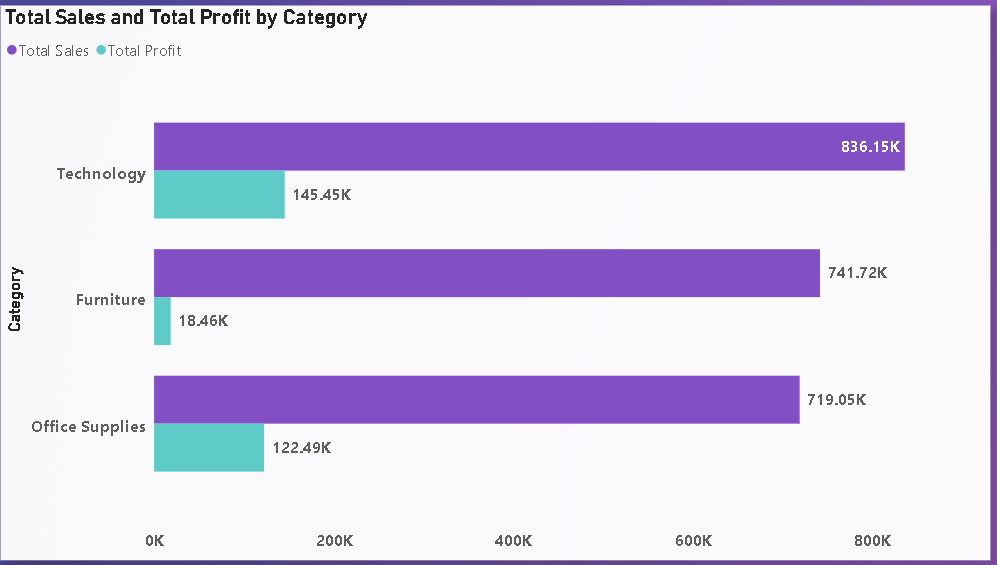 Total Sales and Total Profit by Category
Total Sales Total Profit
836.15K
Technology
145.45K
741.72K
Furniture
18.46K
Category
719.05K
Office Supplies
122.49K
0K 200K 400K 600K 800K